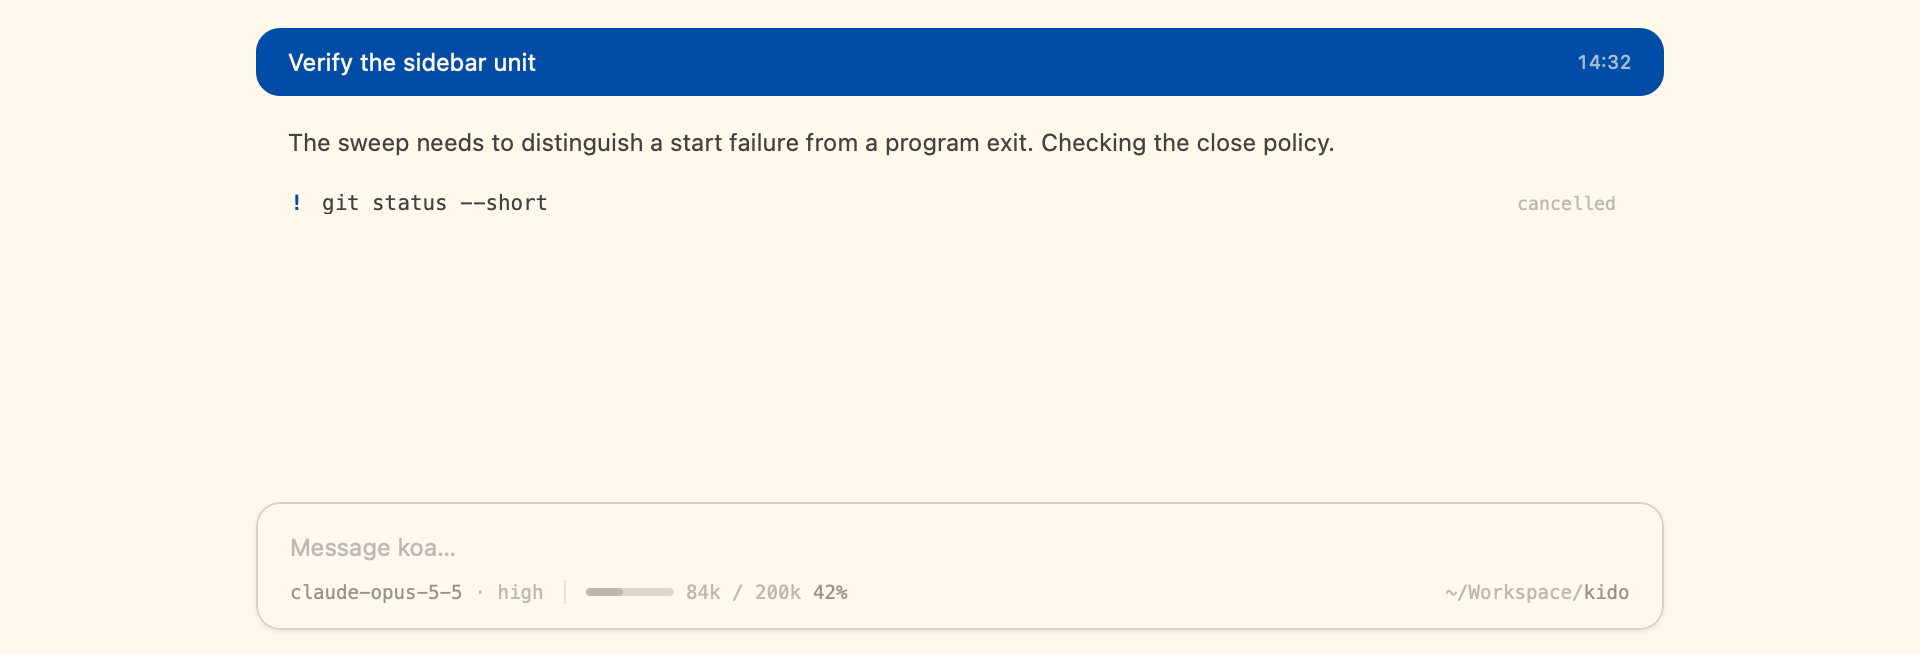 Verify the sidebar unit 14:32
The sweep needs to distinguish a start failure from a program exit. Checking the close policy.
! git status --short cancelled
Message koa...
claude-opus-5-5 · high 84k / 200k 42% ~/Workspace/kido